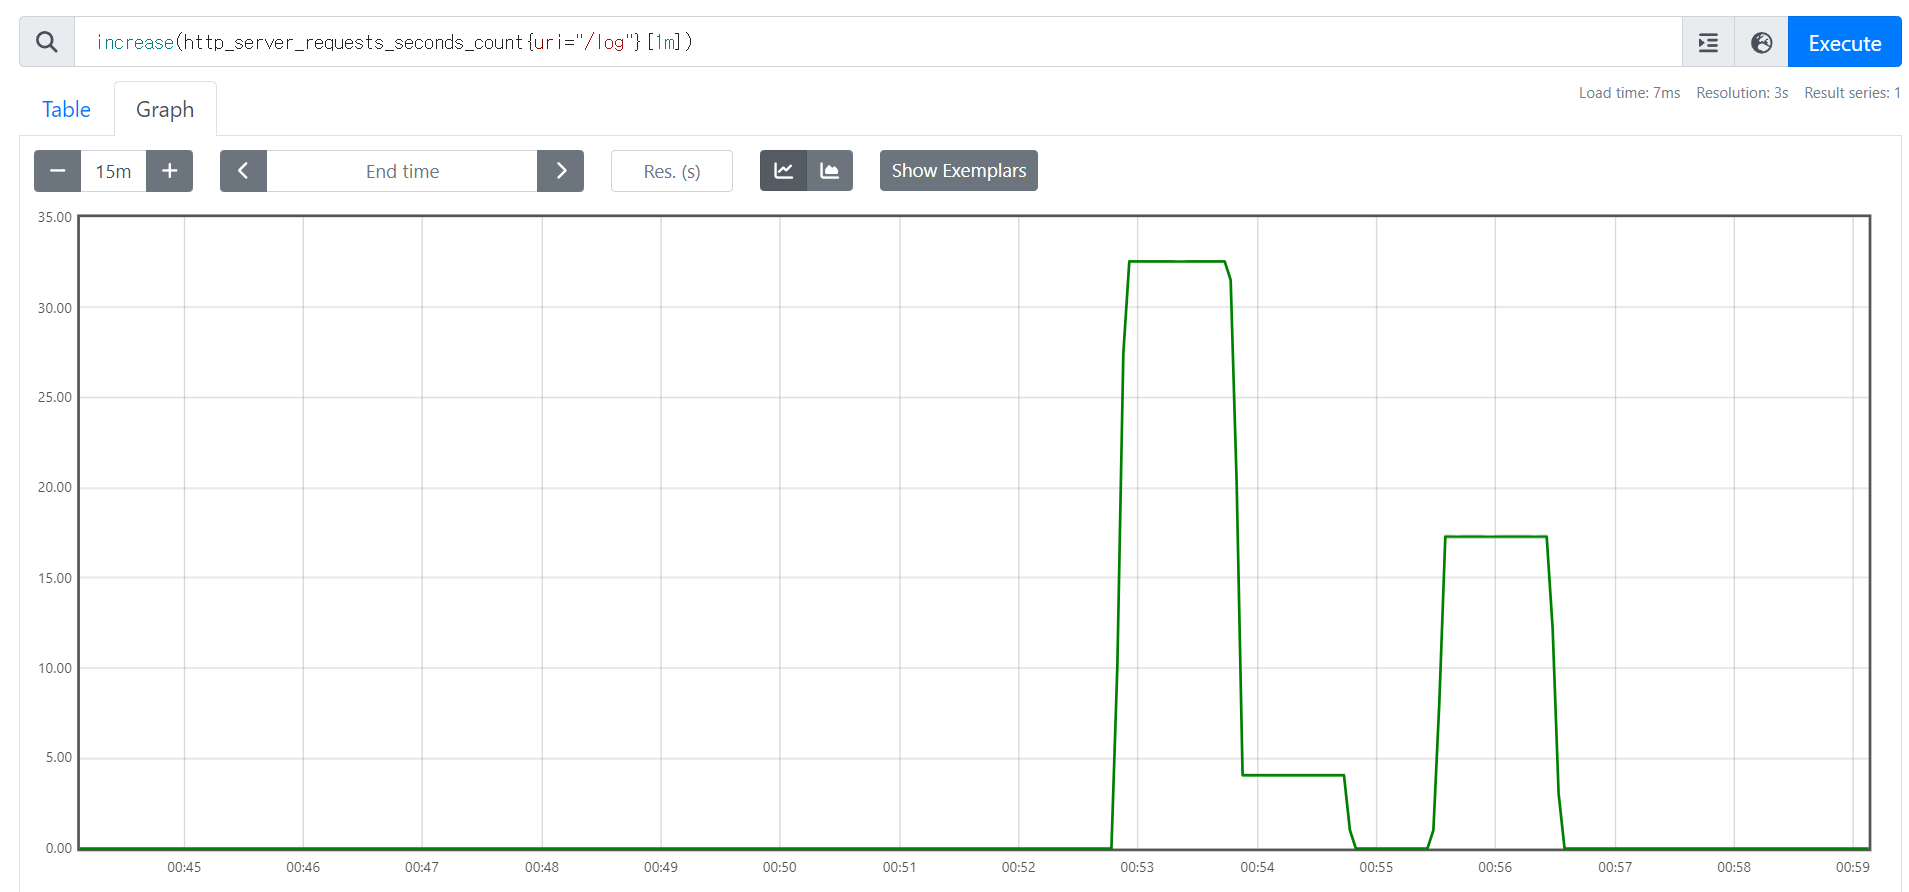 increase(http_server_requests_seconds_count{uri="/log"}[1m])
Execute
Load time: 7ms Resolution: 3s Result series: 1
Table Graph
15m End time Res. (s) Show Exemplars
35.00
30.00
25.00
20.00
15.00
10.00
5.00
0.00
00:45 00:46 00:47 00:48 00:49 00:50 00:51 00:52 00:53 00:54 00:55 00:56 00:57 00:58 00:59